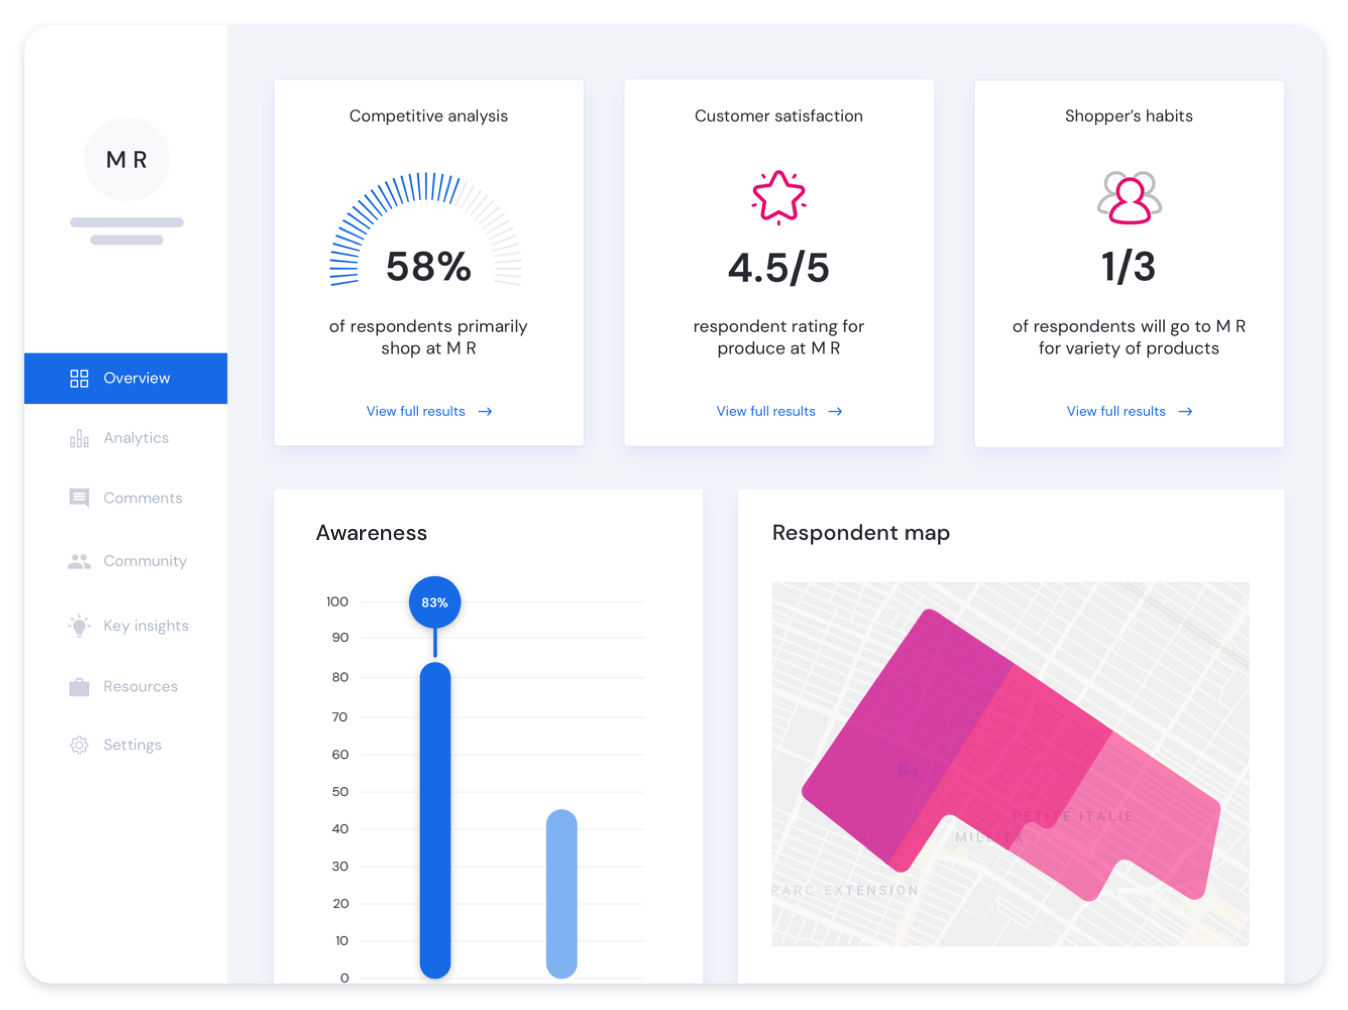 M R
Overview
Analytics
Comments
Community
Key insights
Resources
Settings
Competitive analysis
58%
of respondents primarily
shop at M R
View full results →
Customer satisfaction
4.5/5
respondent rating for
produce at M R
View full results →
Shopper’s habits
1/3
of respondents will go to M R
for variety of products
View full results →
Awareness
83%
100
90
80
70
60
50
40
30
20
10
0
Respondent map
PETITE ITALIE
MILE-EX
PARC-EXTENSION